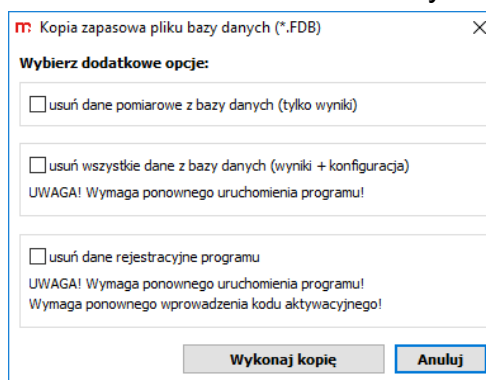 Kopia zapasowa pliku bazy danych (*.FDB)
Wybierz dodatkowe opcje:
usuń dane pomiarowe z bazy danych (tylko wyniki)
usuń wszystkie dane z bazy danych (wyniki + konfiguracja)
UWAGA! Wymaga ponownego uruchomienia programu!
usuń dane rejestracyjne programu
UWAGA! Wymaga ponownego uruchomienia programu!
Wymaga ponownego wprowadzenia kodu aktywacyjnego!
Wykonaj kopię Anuluj